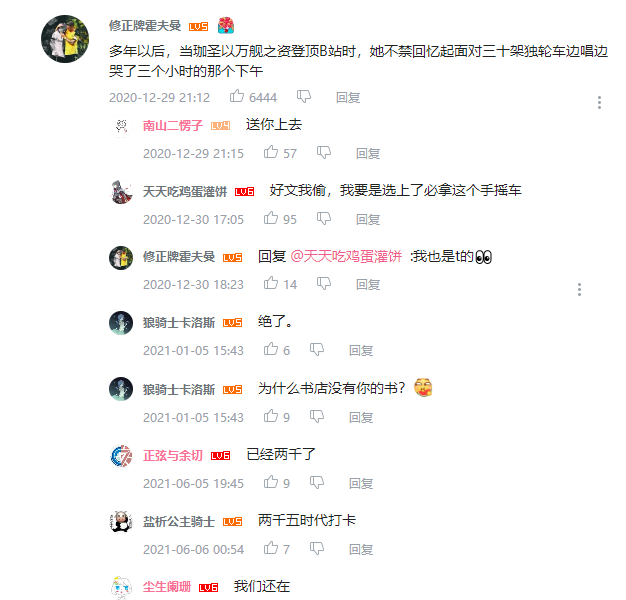 修正牌霍夫曼 LV5
多年以后，当珈圣以万舰之资登顶B站时，她不禁回忆起面对三十架独轮车边唱边
哭了三个小时的那个下午
2020-12-29 21:12 6444 回复
南山二愣子 LV4 送你上去
2020-12-29 21:15 57 回复
天天吃鸡蛋灌饼 LV6 好文我偷，我要是选上了必拿这个手摇车
2020-12-30 17:05 95 回复
修正牌霍夫曼 LV5 回复 @天天吃鸡蛋灌饼 :我也是t的👀
2020-12-30 18:23 14 回复
狼骑士卡洛斯 LV5 绝了。
2021-01-05 15:43 6 回复
狼骑士卡洛斯 LV5 为什么书店没有你的书？
2021-01-05 15:43 9 回复
正弦与余切 LV6 已经两千了
2021-06-05 19:45 9 回复
盐析公主骑士 LV5 两千五时代打卡
2021-06-06 00:54 7 回复
尘生阑珊 LV6 我们还在